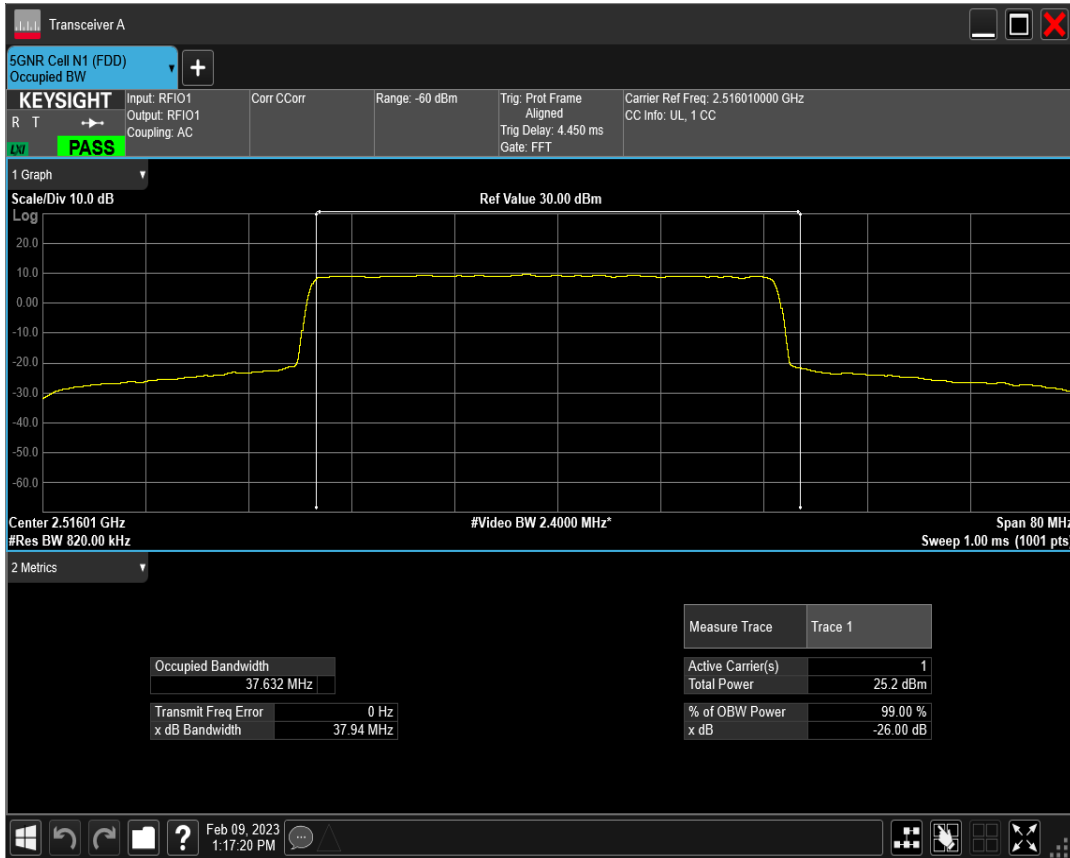 Transceiver A
5GNR Cell N1 (FDD)
Occupied BW
+
KEYSIGHT
R T
LXI PASS
Input: RFIO1
Output: RFIO1
Coupling: AC
Corr CCorr
Range: -60 dBm
Trig: Prot Frame
Aligned
Trig Delay: 4.450 ms
Gate: FFT
Carrier Ref Freq: 2.516010000 GHz
CC Info: UL, 1 CC
1 Graph
Scale/Div 10.0 dB Ref Value 30.00 dBm
Log
20.0
10.0
0.00
-10.0
-20.0
-30.0
-40.0
-50.0
-60.0
Center 2.51601 GHz #Video BW 2.4000 MHz* Span 80 MHz
#Res BW 820.00 kHz Sweep 1.00 ms (1001 pts)
2 Metrics
Measure Trace Trace 1
Occupied Bandwidth
37.632 MHz
Transmit Freq Error 0 Hz
x dB Bandwidth 37.94 MHz
Active Carrier(s) 1
Total Power 25.2 dBm
% of OBW Power 99.00 %
x dB -26.00 dB
?
Feb 09, 2023
1:17:20 PM